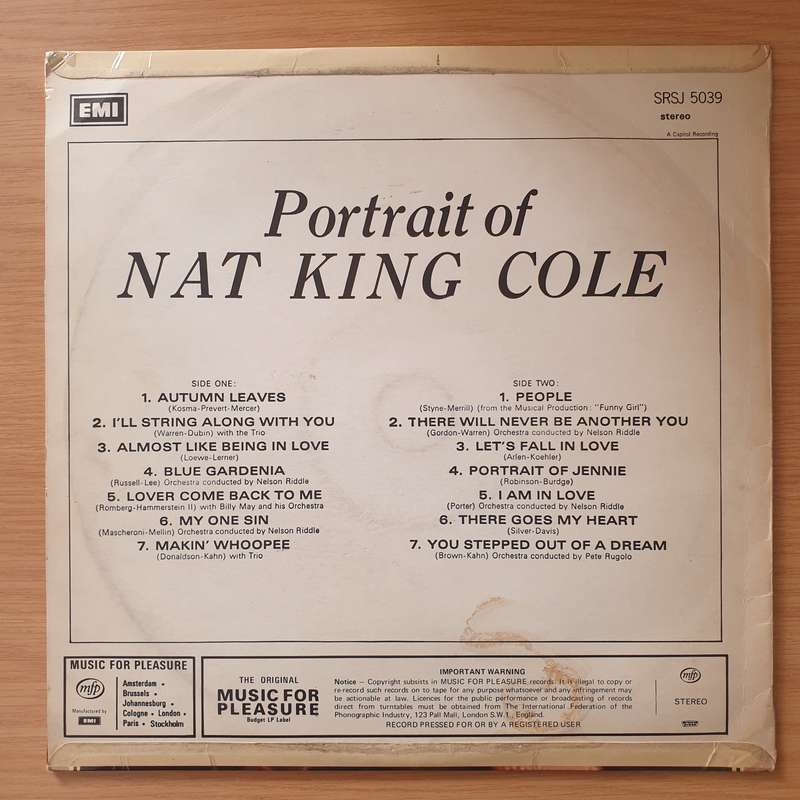 EMI
SRSJ 5039
stereo
A Capitol Recording
Portrait of
NAT KING COLE
SIDE ONE:
1. AUTUMN LEAVES
(Kosma-Prevert-Mercer)
2. I'LL STRING ALONG WITH YOU
(Warren-Dubin) with the Trio
3. ALMOST LIKE BEING IN LOVE
(Loewe-Lerner)
4. BLUE GARDENIA
(Russell-Lee) Orchestra conducted by Nelson Riddle
5. LOVER COME BACK TO ME
(Romberg-Hammerstein II) with Billy May and his Orchestra
6. MY ONE SIN
(Mascheroni-Mellin) Orchestra conducted by Nelson Riddle
7. MAKIN' WHOOPEE
(Donaldson-Kahn) with Trio
SIDE TWO:
1. PEOPLE
(Styne-Merrill) (from the Musical Production: "Funny Girl")
2. THERE WILL NEVER BE ANOTHER YOU
(Gordon-Warren) Orchestra conducted by Nelson Riddle
3. LET'S FALL IN LOVE
(Arlen-Koehler)
4. PORTRAIT OF JENNIE
(Robinson-Burdge)
5. I AM IN LOVE
(Porter) Orchestra conducted by Nelson Riddle
6. THERE GOES MY HEART
(Silver-Davis)
7. YOU STEPPED OUT OF A DREAM
(Brown-Kahn) Orchestra conducted by Pete Rugolo
MUSIC FOR PLEASURE
mfp
Manufactured by
EMI
Amsterdam •
Brussels •
Johannesburg •
Cologne • London •
Paris • Stockholm
THE ORIGINAL
MUSIC FOR
PLEASURE
Budget LP Label
IMPORTANT WARNING
Notice – Copyright subsists in MUSIC FOR PLEASURE records. It is illegal to copy or
re-record such records on to tape for any purpose whatsoever and any infringement may
be actionable at law. Licences for the public performance or broadcasting of records
direct from turntables must be obtained from The International Federation of the
Phonographic Industry, 123 Pall Mall, London S.W.1., England.
RECORD PRESSED FOR OR BY A REGISTERED USER
mfp
STEREO